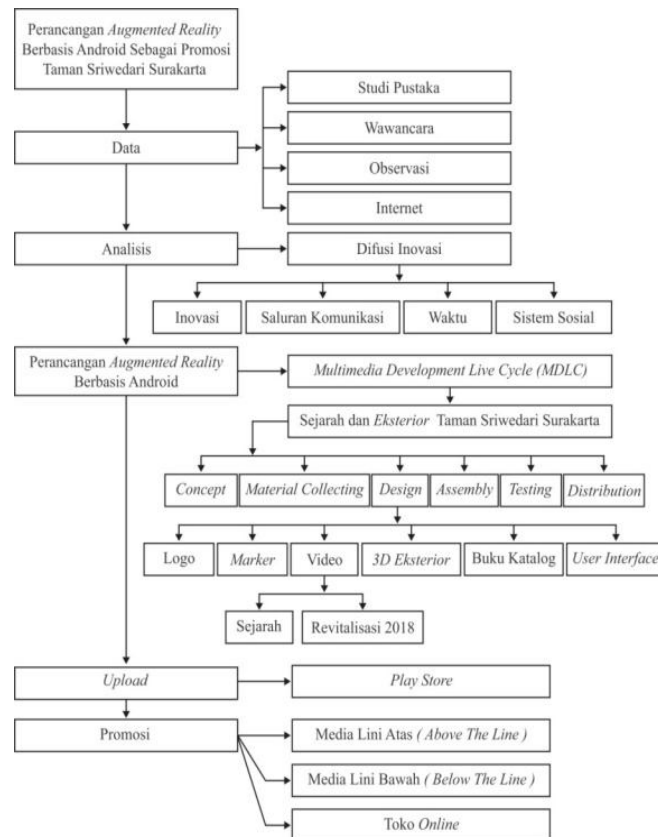 Perancangan Augmented Reality
Berbasis Android Sebagai Promosi
Taman Sriwedari Surakarta
Studi Pustaka
Wawancara
Data
Observasi
Internet
Analisis
Difusi Inovasi
Inovasi
Saluran Komunikasi
Waktu
Sistem Sosial
Perancangan Augmented Reality
Berbasis Android
Multimedia Development Live Cycle (MDLC)
Sejarah dan Eksterior Taman Sriwedari Surakarta
Concept
Material Collecting
Design
Assembly
Testing
Distribution
Logo
Marker
Video
3D Eksterior
Buku Katalog
User Interface
Sejarah
Revitalisasi 2018
Upload
Play Store
Promosi
Media Lini Atas ( Above The Line )
Media Lini Bawah ( Below The Line )
Toko Online